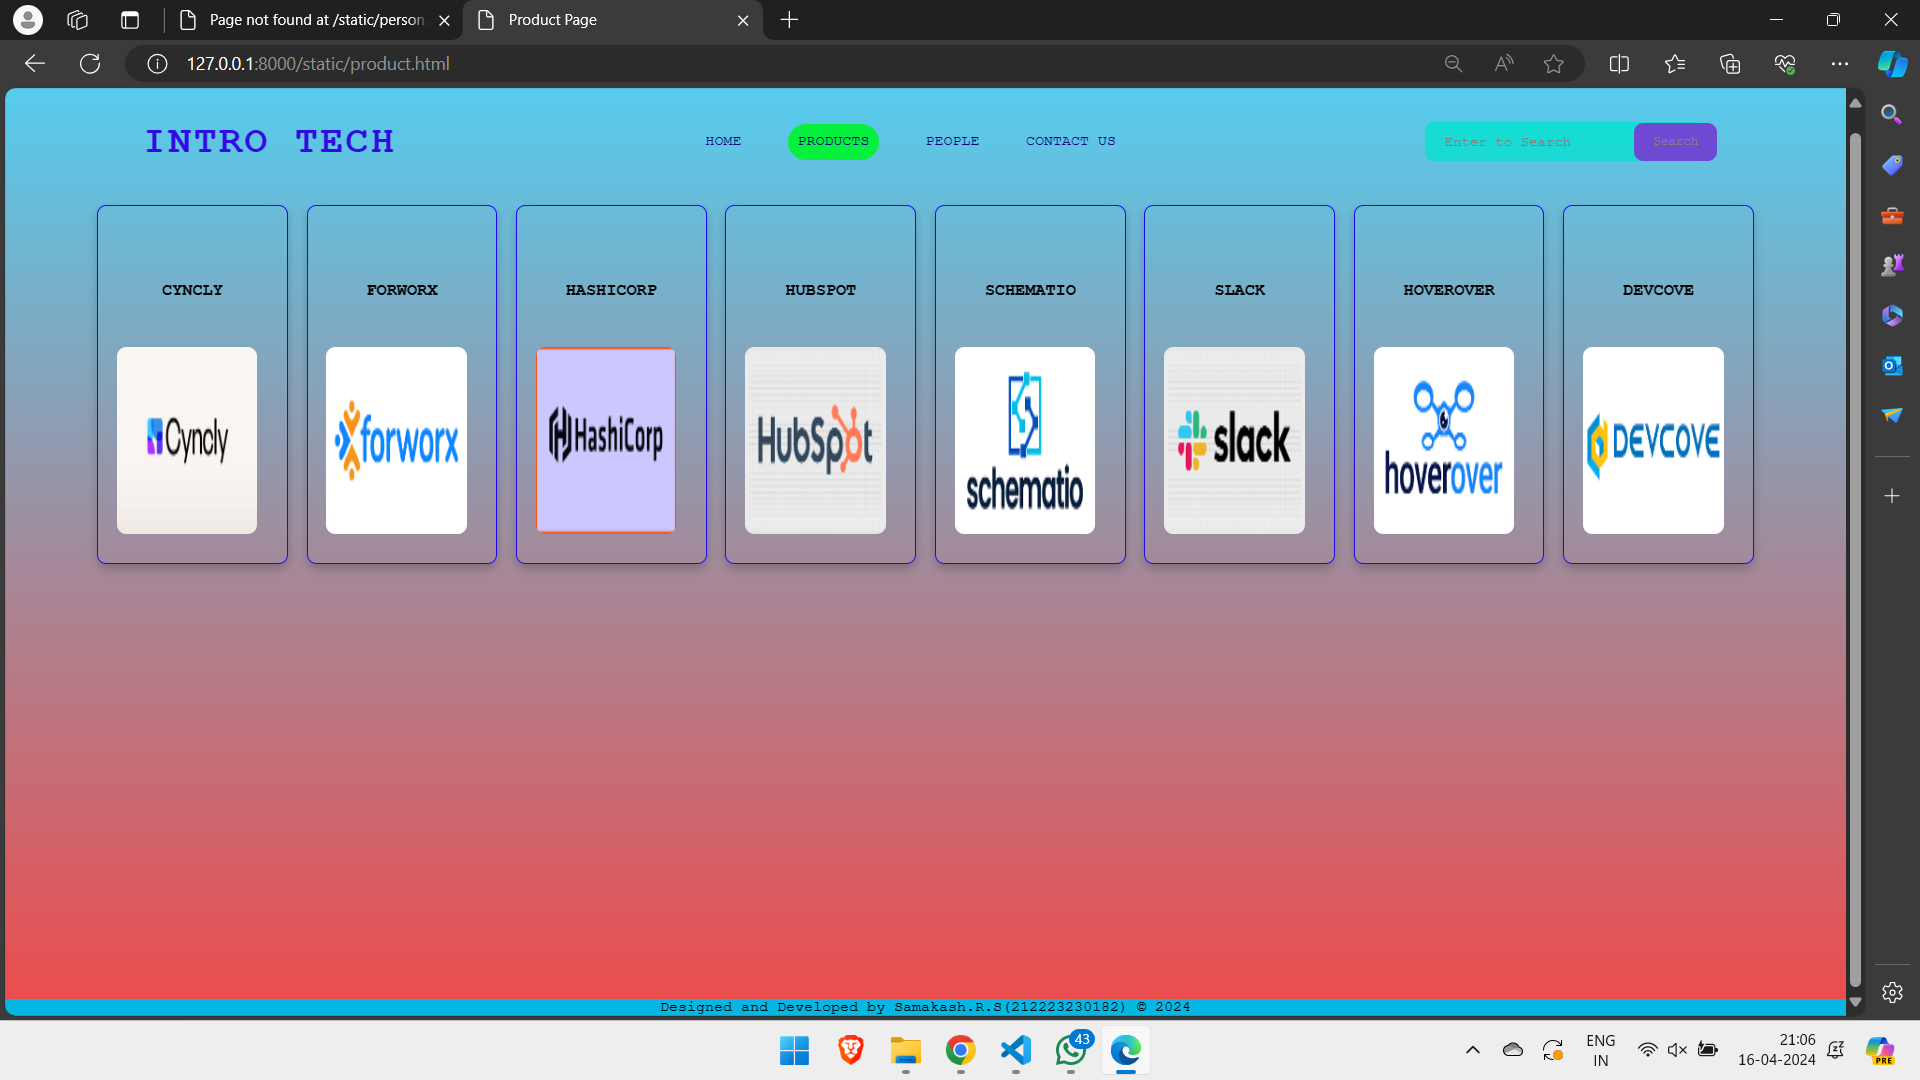 Page not found at /static/person.
Product Page
127.0.0.1:8000/static/product.html
INTRO TECH
HOME
PRODUCTS
PEOPLE
CONTACT US
Enter to Search
Search
CYNCLY
FORWORX
HASHICORP
HUBSPOT
SCHEMATIO
SLACK
HOVEROVER
DEVCOVE
Cyncly
forworx
HashiCorp
HubSpot
schematio
slack
hoverover
DEVCOVE
Designed and Developed by Samakash.R.S(212223230182) © 2024
43
ENG
IN
21:06
16-04-2024
PRE